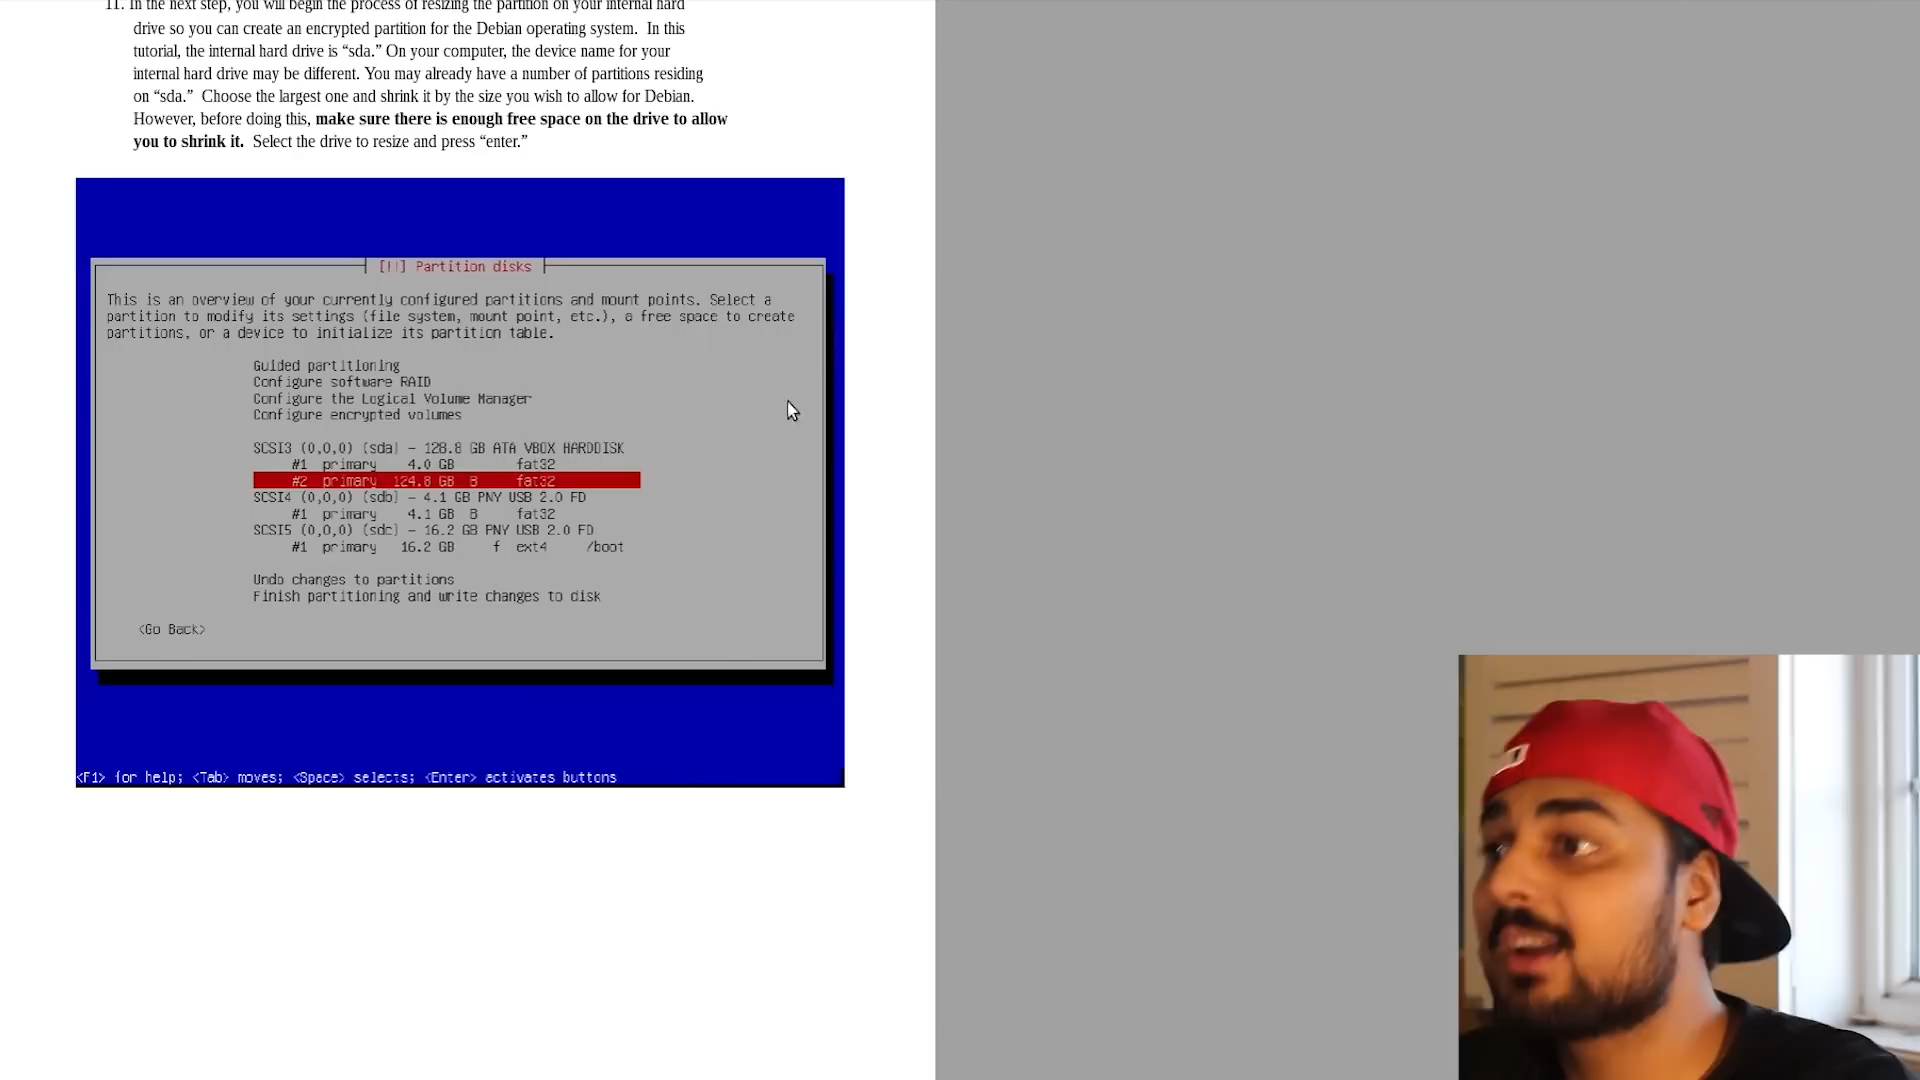 11. In the next step, you will begin the process of resizing the partition on your internal hard
drive so you can create an encrypted partition for the Debian operating system.  In this
tutorial, the internal hard drive is “sda.” On your computer, the device name for your
internal hard drive may be different. You may already have a number of partitions residing
on “sda.”  Choose the largest one and shrink it by the size you wish to allow for Debian.
However, before doing this, make sure there is enough free space on the drive to allow
you to shrink it.  Select the drive to resize and press “enter.”
[!!] Partition disks
This is an overview of your currently configured partitions and mount points. Select a
partition to modify its settings (file system, mount point, etc.), a free space to create
partitions, or a device to initialize its partition table.
Guided partitioning
Configure software RAID
Configure the Logical Volume Manager
Configure encrypted volumes
SCSI3 (0,0,0) (sda) - 128.8 GB ATA VBOX HARDDISK
#1 primary 4.0 GB fat32
#2 primary 124.8 GB B fat32
SCSI4 (0,0,0) (sdb) - 4.1 GB PNY USB 2.0 FD
#1 primary 4.1 GB B fat32
SCSI5 (0,0,0) (sdc) - 16.2 GB PNY USB 2.0 FD
#1 primary 16.2 GB f ext4 /boot
Undo changes to partitions
Finish partitioning and write changes to disk
<Go Back>
<F1> for help; <Tab> moves; <Space> selects; <Enter> activates buttons